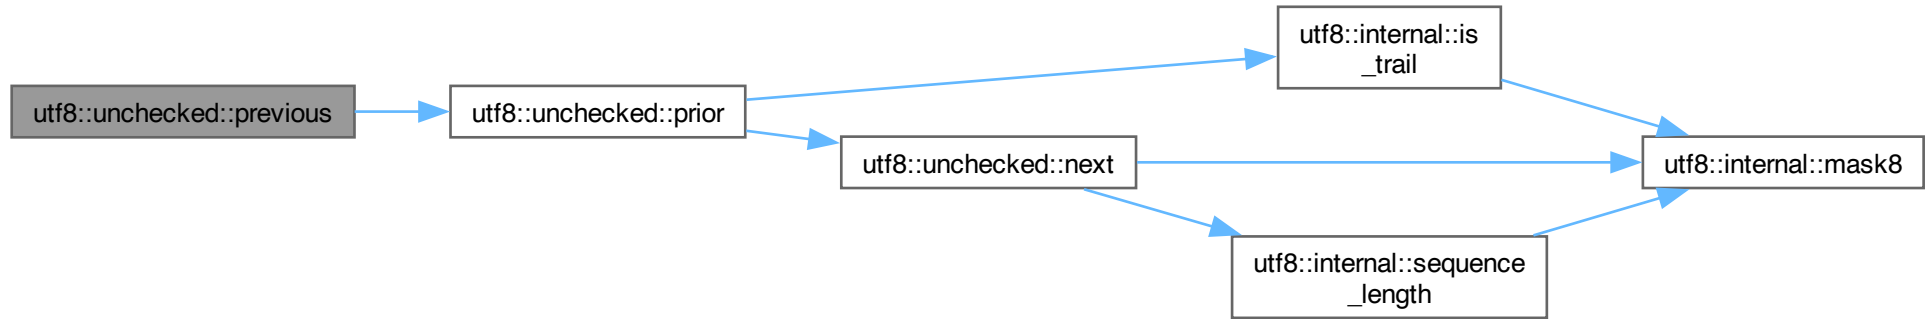 utf8::unchecked::previous
utf8::unchecked::prior
utf8::internal::is
_trail
utf8::unchecked::next
utf8::internal::mask8
utf8::internal::sequence
_length